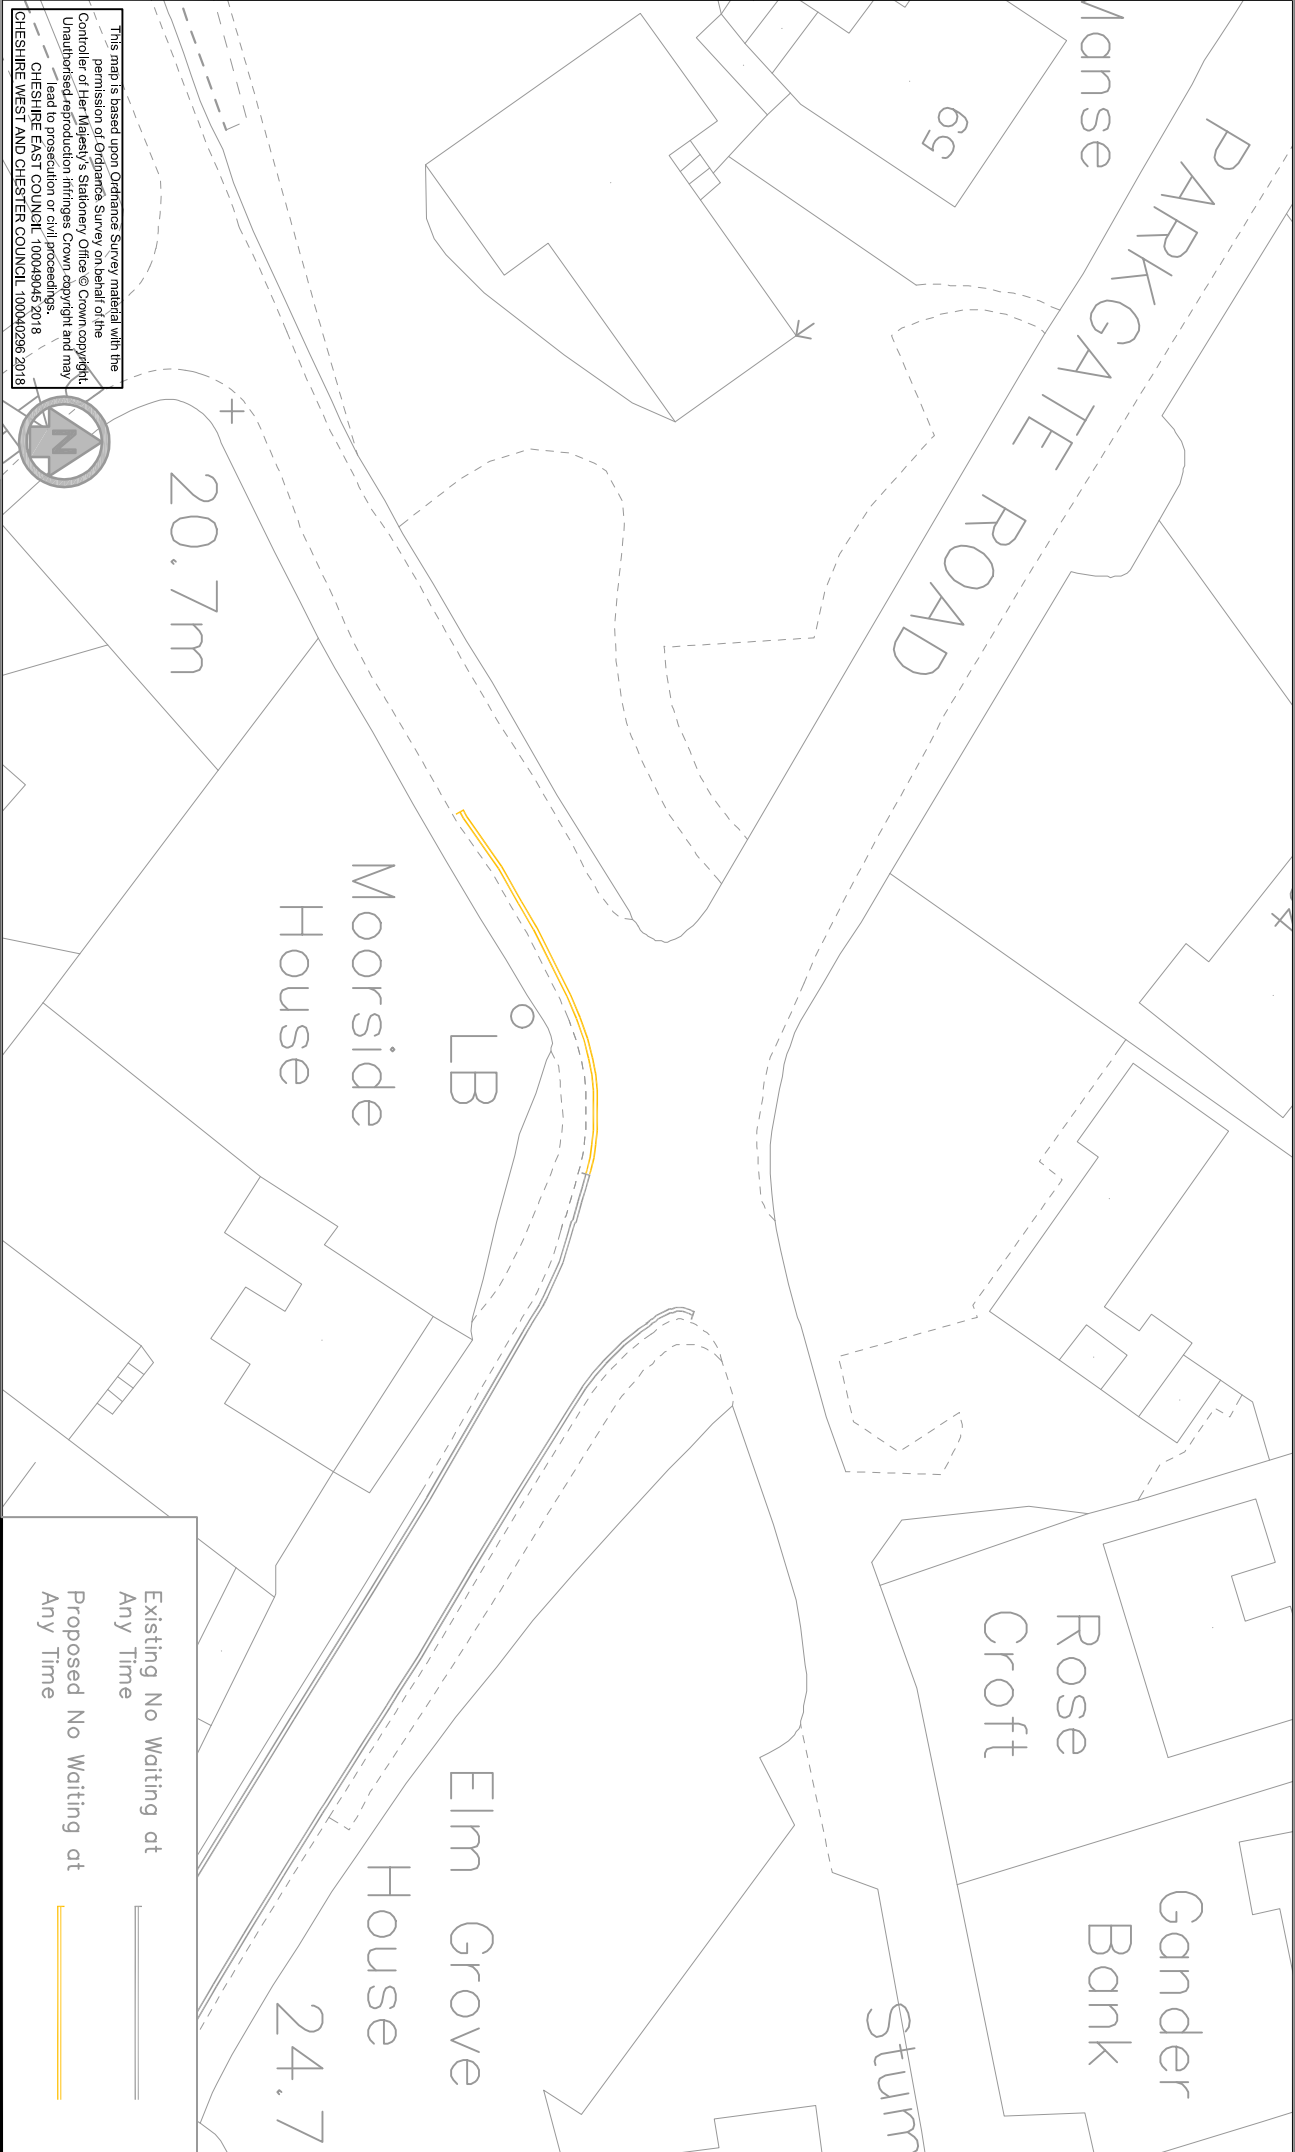 Manse
59
PARKGATE ROAD
Rose
Croft
Gander
Bank
Stum
20.7m
Moorside
House
LB
Elm Grove
House
24.7
This map is based upon Ordnance Survey material with the
permission of Ordnance Survey on behalf of the
Controller of Her Majesty's Stationery Office © Crown copyright.
Unauthorised reproduction infringes Crown copyright and may
lead to prosecution or civil proceedings.
CHESHIRE EAST COUNCIL 100049045 2018
CHESHIRE WEST AND CHESTER COUNCIL 100040296 2018
N
Existing No Waiting at
Any Time
Proposed No Waiting at
Any Time